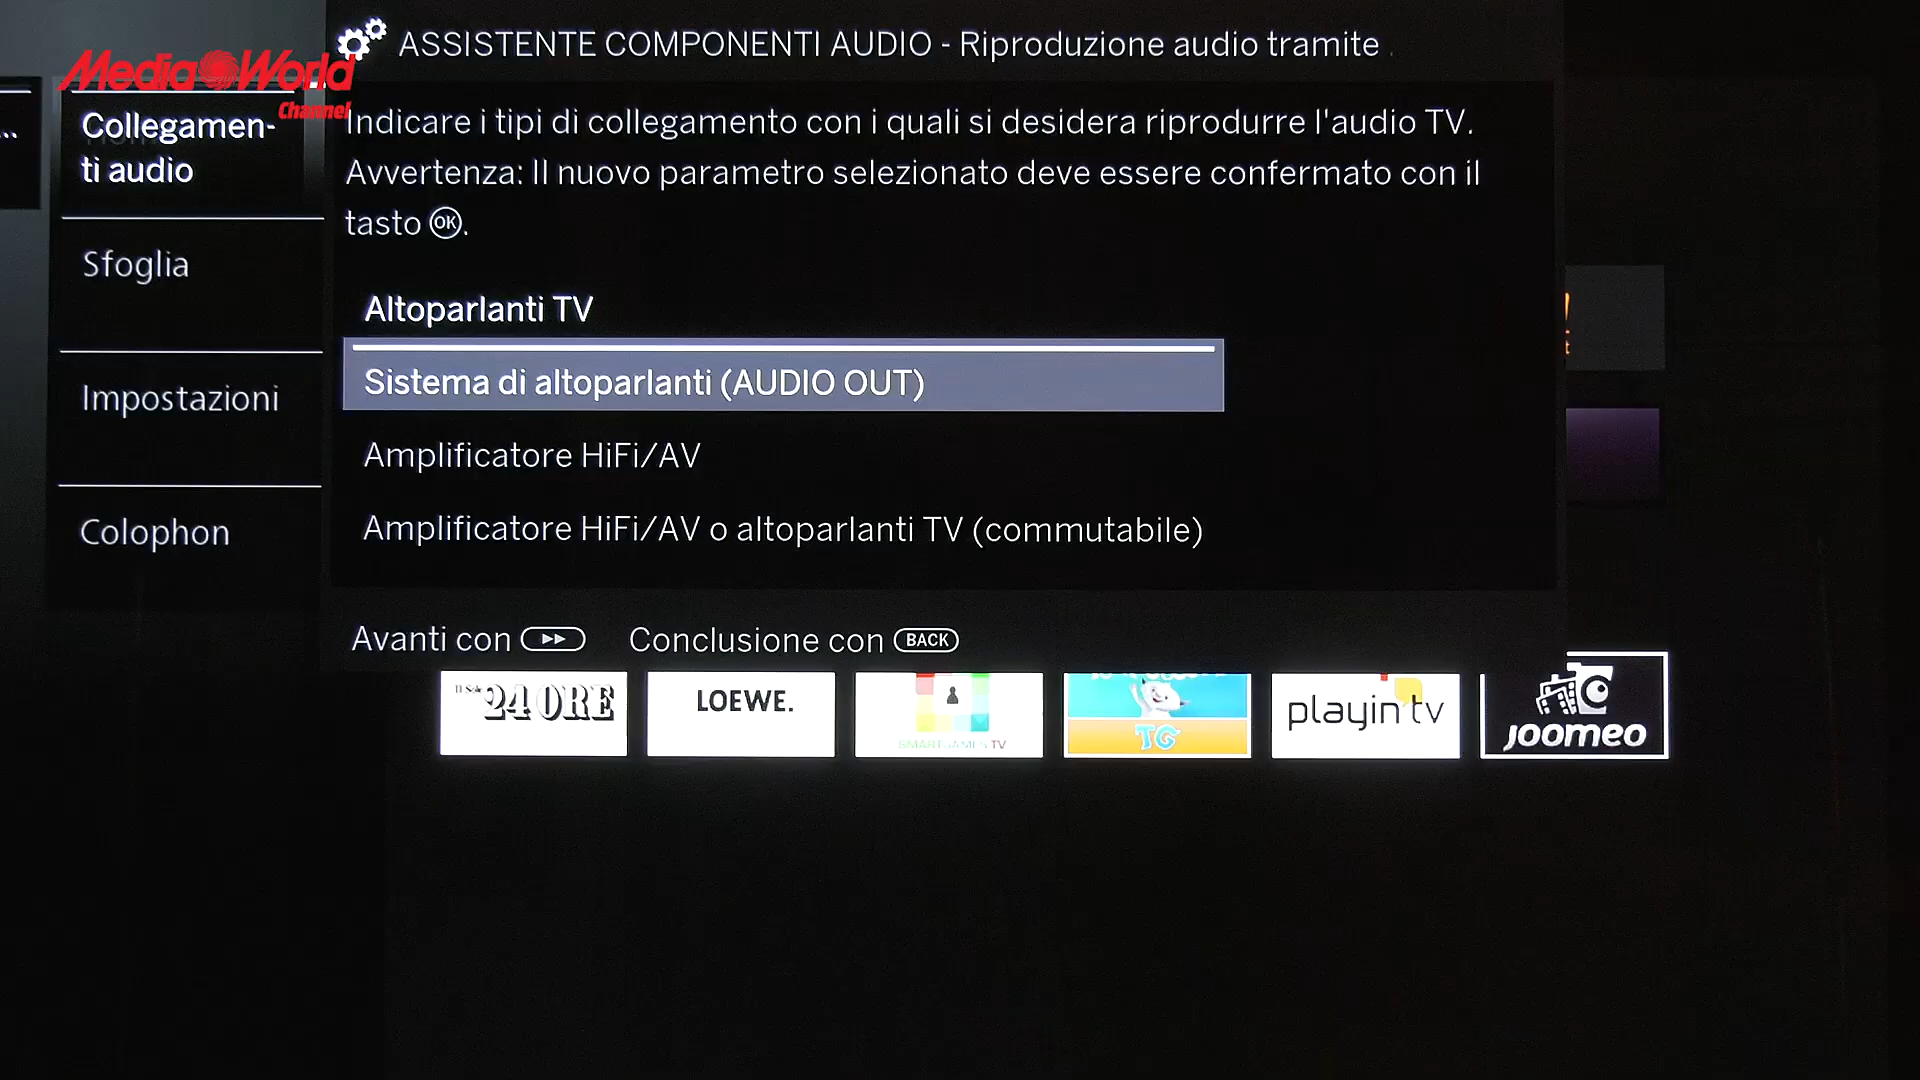 ASSISTENTE COMPONENTI AUDIO - Riproduzione audio tramite
MediaWorld
Channel
Collegamen-
ti audio
Sfoglia
Impostazioni
Colophon
Indicare i tipi di collegamento con i quali si desidera riprodurre l'audio TV.
Avvertenza: Il nuovo parametro selezionato deve essere confermato con il
tasto OK.
Altoparlanti TV
Sistema di altoparlanti (AUDIO OUT)
Amplificatore HiFi/AV
Amplificatore HiFi/AV o altoparlanti TV (commutabile)
Avanti con Conclusione con BACK
24 ORE
LOEWE.
SMARTGAMES TV
TG
playin'tv
joomeo